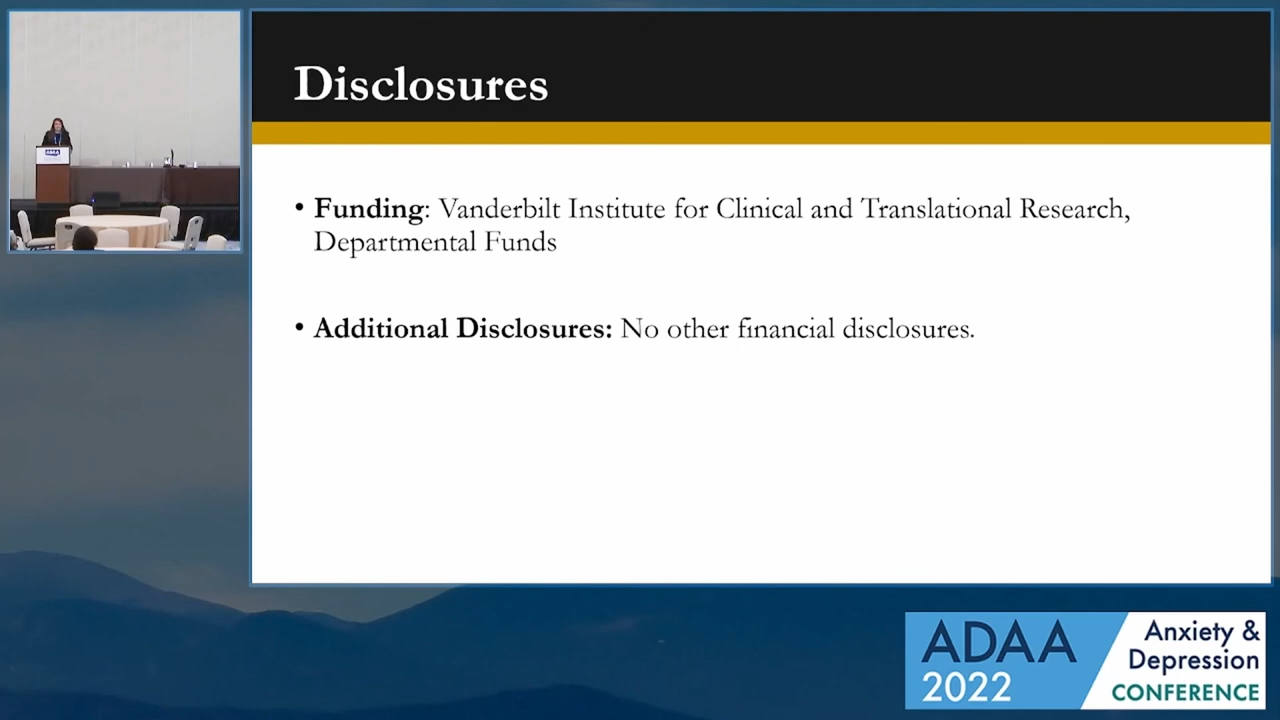 Disclosures
• Funding: Vanderbilt Institute for Clinical and Translational Research,
Departmental Funds
• Additional Disclosures: No other financial disclosures.
ADAA
2022
Anxiety &
Depression
CONFERENCE